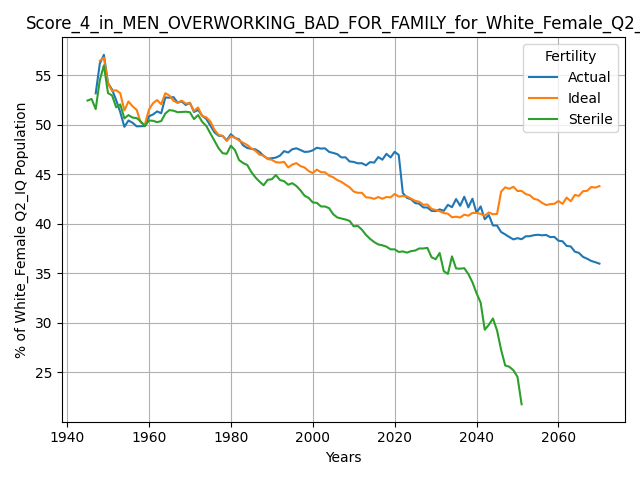 Score_4_in_MEN_OVERWORKING_BAD_FOR_FAMILY_for_White_Female_Q2_
Fertility
Actual
Ideal
Sterile
% of White_Female Q2_IQ Population
55
50
45
40
35
30
25
1940
1960
1980
2000
2020
2040
2060
Years